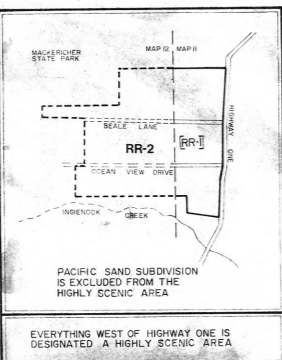 MACKERICHER
STATE PARK
MAP 12 MAP 11
HIGHWAY ONE
BEALE LANE
RR-2
[RR-1]
OCEAN VIEW DRIVE
INGLENOOK CREEK
PACIFIC SAND SUBDIVISION
IS EXCLUDED FROM THE
HIGHLY SCENIC AREA
EVERYTHING WEST OF HIGHWAY ONE IS
DESIGNATED A HIGHLY SCENIC AREA